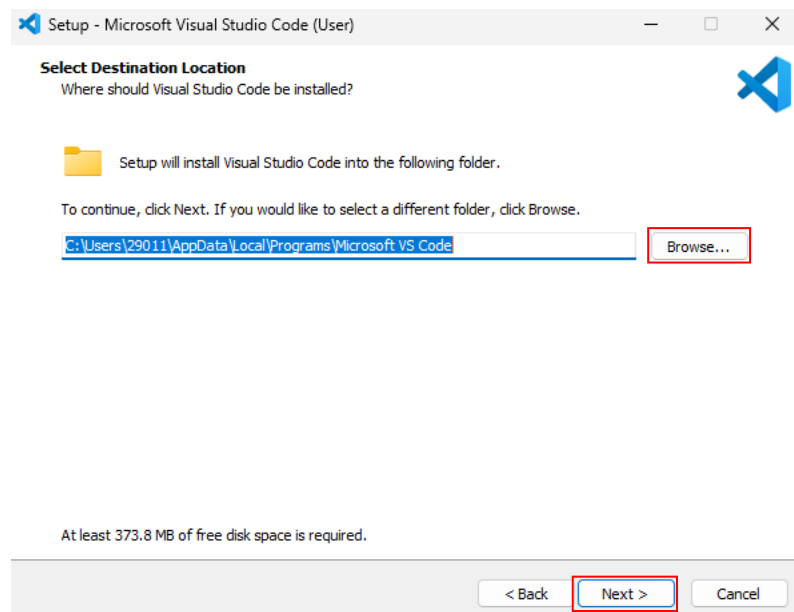 Setup - Microsoft Visual Studio Code (User)
Select Destination Location
Where should Visual Studio Code be installed?
Setup will install Visual Studio Code into the following folder.
To continue, click Next. If you would like to select a different folder, click Browse.
C:\Users\29011\AppData\Local\Programs\Microsoft VS Code
Browse...
At least 373.8 MB of free disk space is required.
< Back
Next >
Cancel